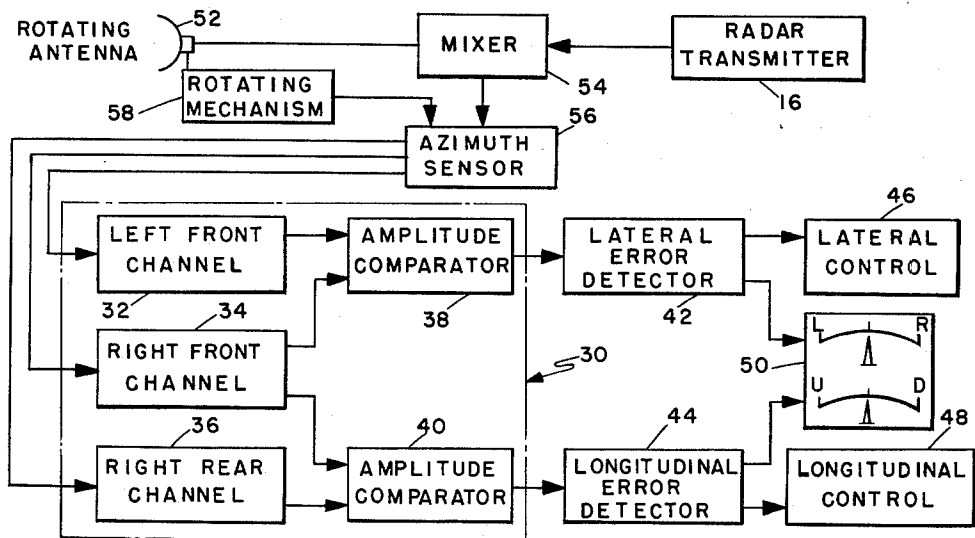 52
ROTATING
ANTENNA
MIXER
54
RADAR
TRANSMITTER
16
58
ROTATING
MECHANISM
56
AZIMUTH
SENSOR
LEFT FRONT
CHANNEL
32
AMPLITUDE
COMPARATOR
38
LATERAL
ERROR
DETECTOR
42
46
LATERAL
CONTROL
34
RIGHT FRONT
CHANNEL
30
L R
50
U D
36
RIGHT REAR
CHANNEL
40
AMPLITUDE
COMPARATOR
44
LONGITUDINAL
ERROR
DETECTOR
48
LONGITUDINAL
CONTROL